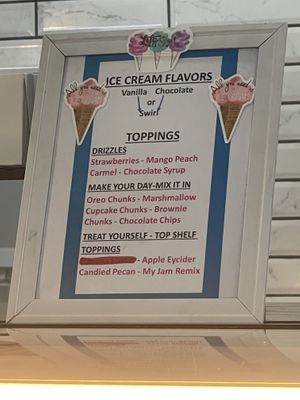 ICE CREAM FLAVORS
Vanilla Chocolate
or
Swirl
TOPPINGS
DRIZZLES
Strawberries - Mango Peach
Carmel - Chocolate Syrup
MAKE YOUR DAY-MIX IT IN
Oreo Chunks - Marshmallow
Cupcake Chunks - Brownie
Chunks - Chocolate Chips
TREAT YOURSELF - TOP SHELF
TOPPINGS
- Apple Eycider
Candied Pecan - My Jam Remix